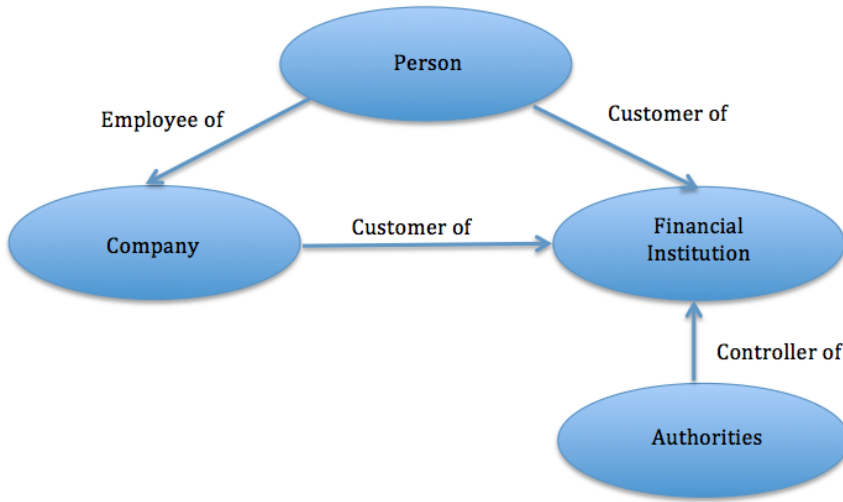 Person
Employee of
Customer of
Company
Customer of
Financial
Institution
Controller of
Authorities